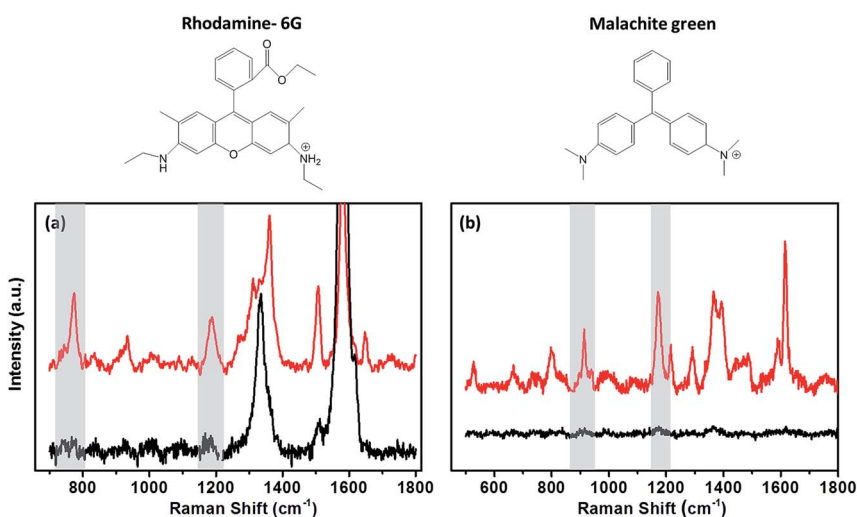 Rhodamine- 6G
Malachite green
O
O
N
H
O
NH2
⊕
N
N
⊕
(a)
(b)
Intensity (a.u.)
800
1000
1200
1400
1600
1800
600
800
1000
1200
1400
1600
1800
Raman Shift (cm-1)
Raman Shift (cm-1)